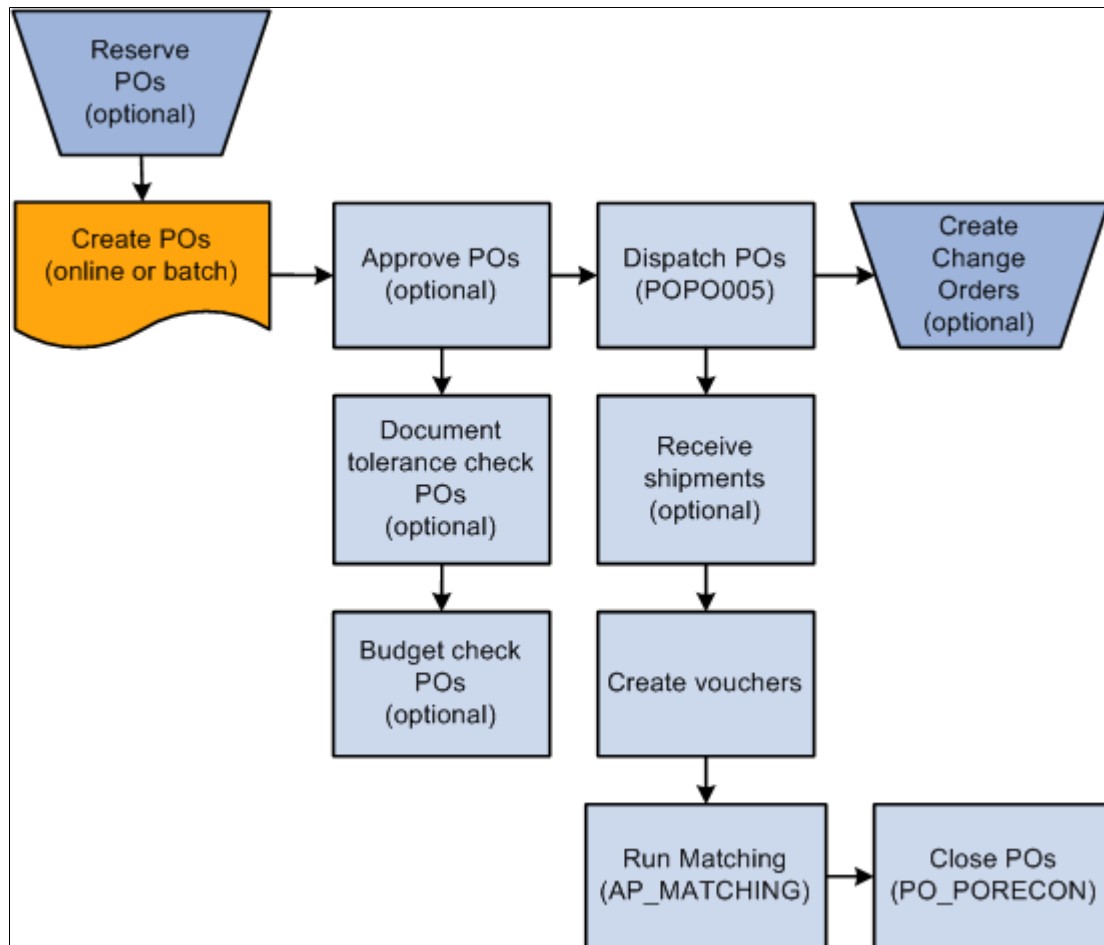 Reserve
POs
(optional)
Create POs
(online or batch)
Approve POs
(optional)
Dispatch POs
(POPO005)
Create
Change
Orders
(optional)
Document
tolerance check
POs
(optional)
Receive
shipments
(optional)
Budget check
POs
(optional)
Create vouchers
Run Matching
(AP_MATCHING)
Close POs
(PO_PORECON)